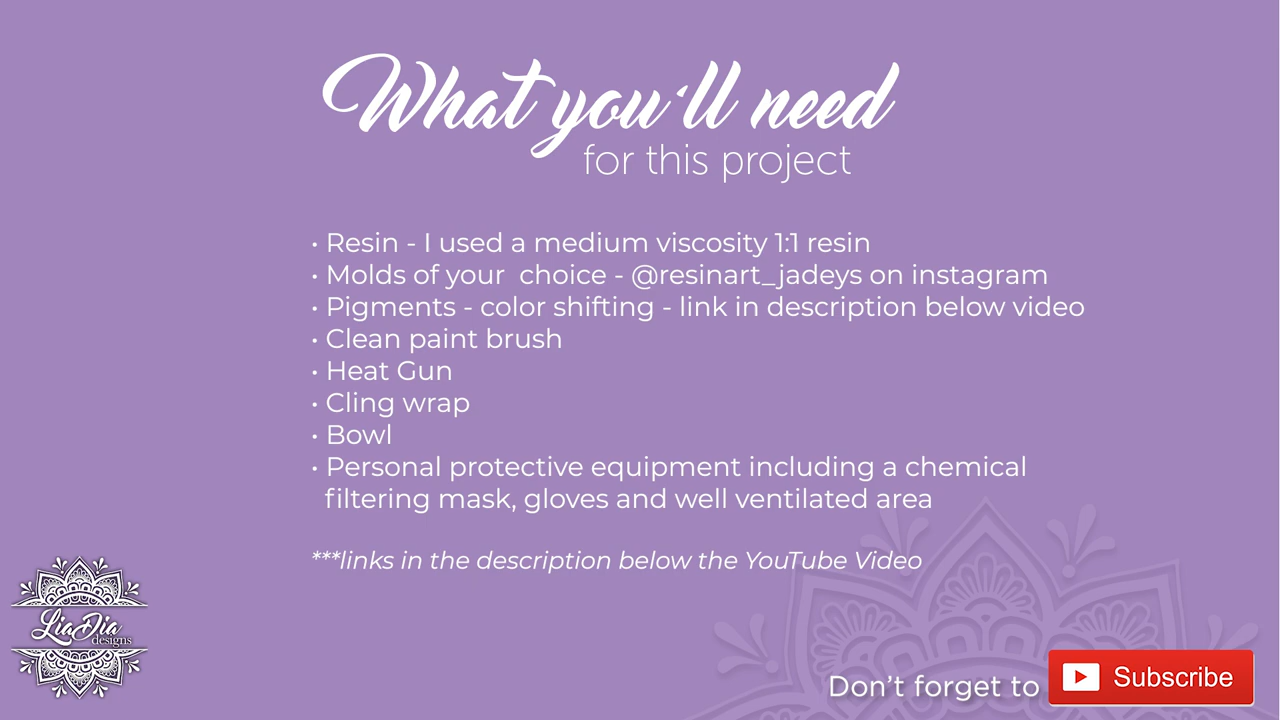 What you'll need
for this project
• Resin - I used a medium viscosity 1:1 resin
• Molds of your  choice - @resinart_jadeys on instagram
• Pigments - color shifting - link in description below video
• Clean paint brush
• Heat Gun
• Cling wrap
• Bowl
• Personal protective equipment including a chemical
filtering mask, gloves and well ventilated area
***links in the description below the YouTube Video
LiaDia
designs
Don't forget to
Subscribe